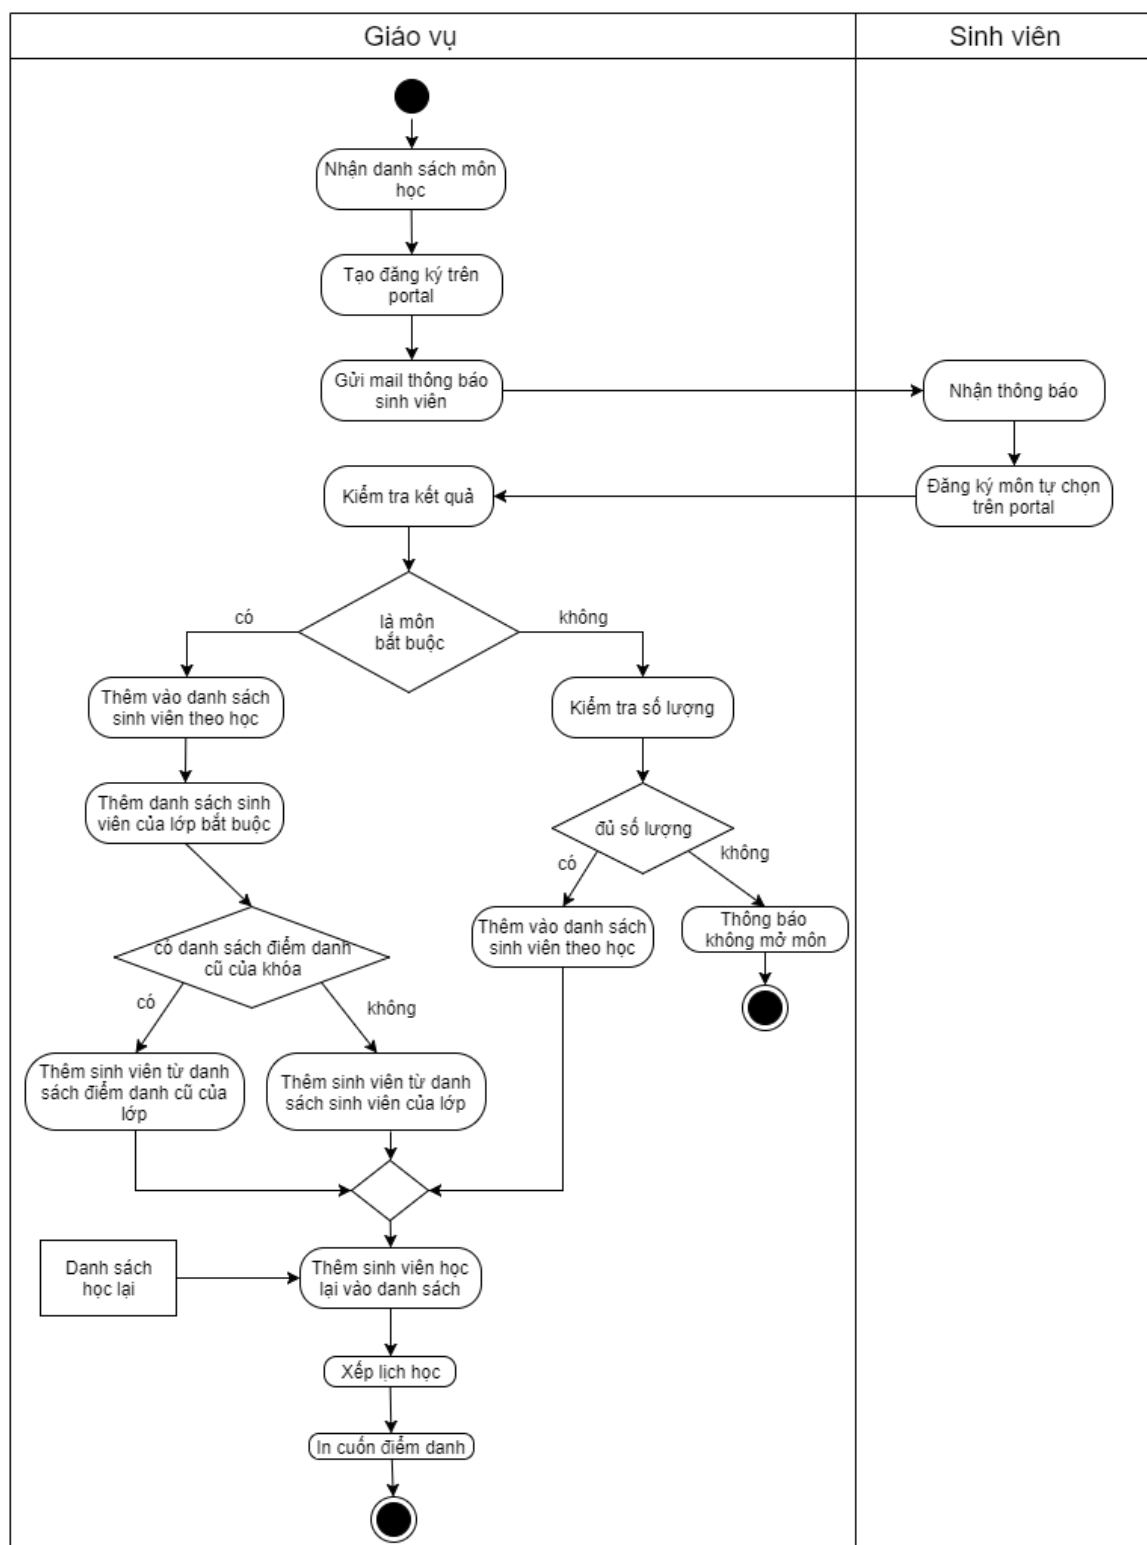 Giáo vụ
Sinh viên
Nhận danh sách môn
học
Tạo đăng ký trên
portal
Gửi mail thông báo
sinh viên
Nhận thông báo
Kiểm tra kết quả
Đăng ký môn tự chọn
trên portal
có
là môn
bắt buộc
không
Thêm vào danh sách
sinh viên theo học
Kiểm tra số lượng
Thêm danh sách sinh
viên của lớp bắt buộc
đủ số lượng
có
không
Thêm vào danh sách
sinh viên theo học
Thông báo
không mở môn
có danh sách điểm danh
cũ của khóa
có
không
Thêm sinh viên từ danh
sách điểm danh cũ của
lớp
Thêm sinh viên từ danh
sách sinh viên của lớp
Danh sách
học lại
Thêm sinh viên học
lại vào danh sách
Xếp lịch học
In cuốn điểm danh